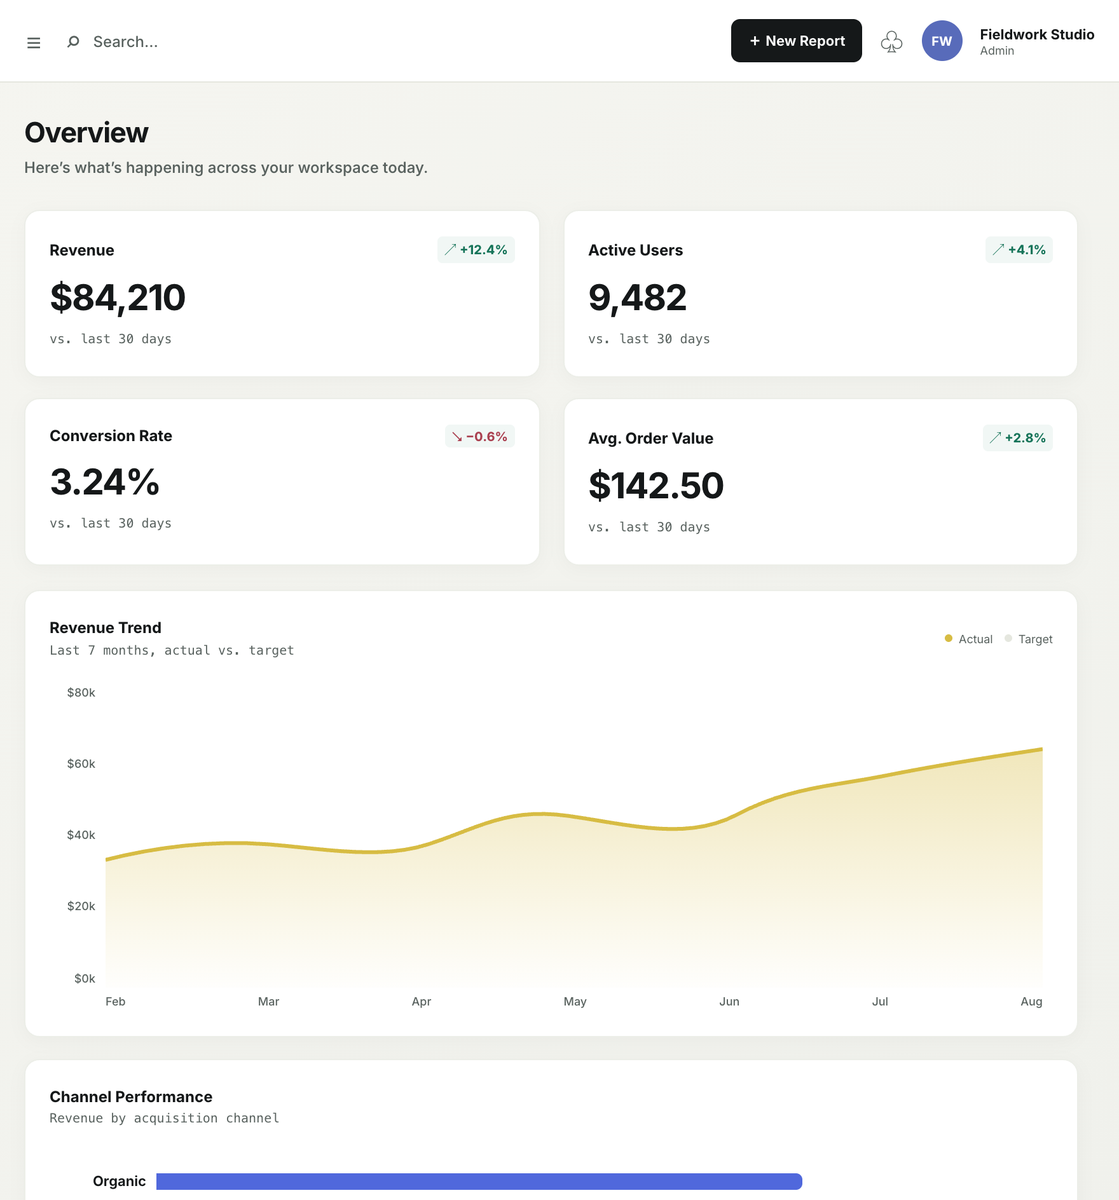 Search...
+ New Report
FW
Fieldwork Studio
Admin
Overview
Here’s what’s happening across your workspace today.
Revenue
↗ +12.4%
$84,210
vs. last 30 days
Active Users
↗ +4.1%
9,482
vs. last 30 days
Conversion Rate
↘ −0.6%
3.24%
vs. last 30 days
Avg. Order Value
↗ +2.8%
$142.50
vs. last 30 days
Revenue Trend
Last 7 months, actual vs. target
Actual
Target
$80k
$60k
$40k
$20k
$0k
Feb Mar Apr May Jun Jul Aug
Channel Performance
Revenue by acquisition channel
Organic